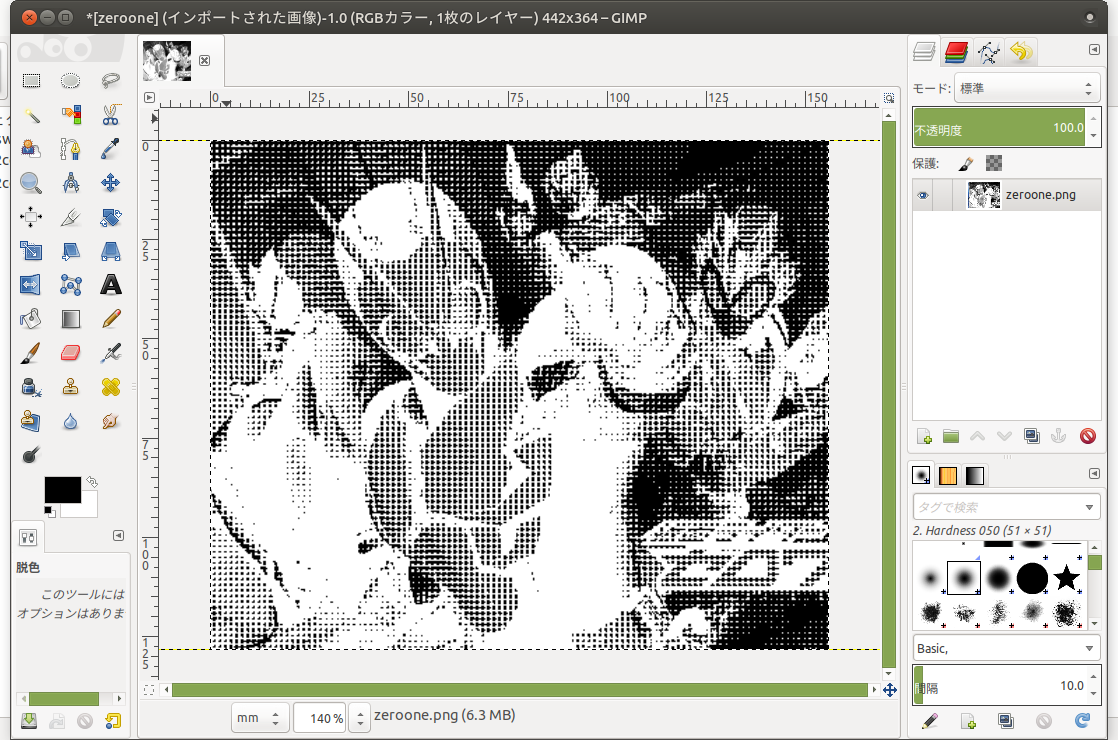 *[zeroone] (インポートされた画像)-1.0 (RGBカラー, 1枚のレイヤー) 442x364 – GIMP
0 25 50 75 100 125 150
0
25
50
75
100
125
脱色
このツールには
オプションはありま
mm
140 %
zeroone.png (6.3 MB)
モード:
標準
不透明度
100.0
保護:
zeroone.png
タグで検索
2. Hardness 050 (51 × 51)
Basic,
間隔
10.0